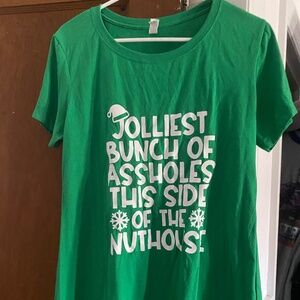 JOLLIEST
BUNCH OF
ASSHOLES
THIS SIDE
OF THE
NUTHOUSE